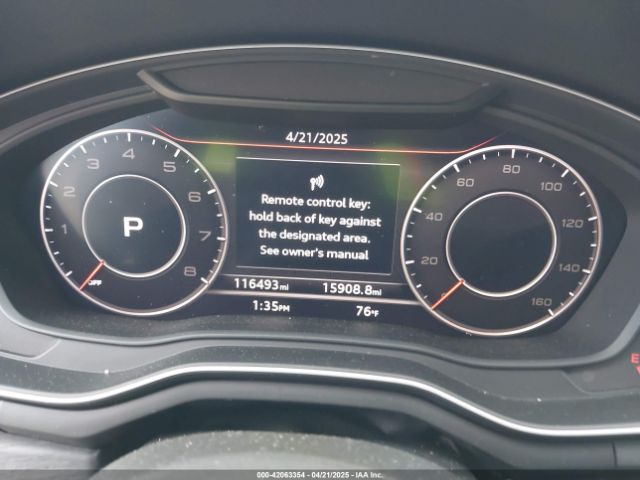 4/21/2025
Remote control key:
hold back of key against
the designated area.
See owner's manual
1 2 3 4 5 6 7 8
P
OFF
20 40 60 80 100 120 140 160
116493mi 15908.8mi
1:35PM 76°F
E
000-42063354 - 04/21/2025 - IAA Inc.